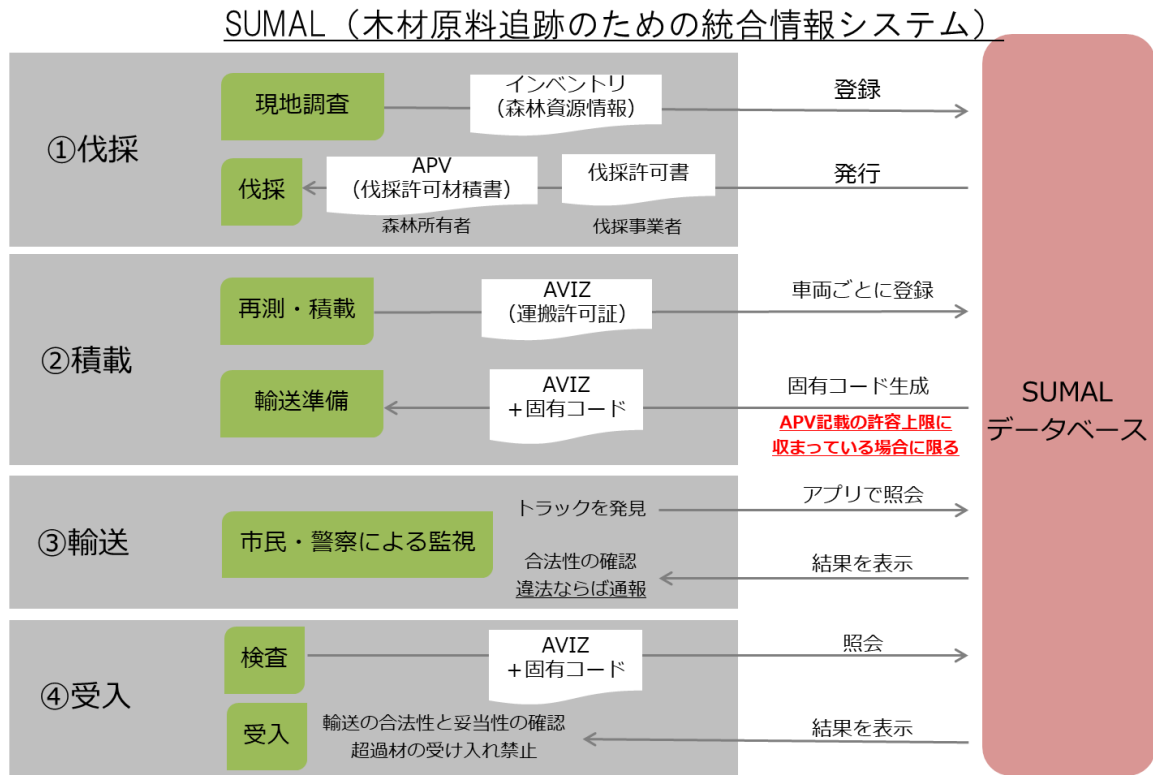 SUMAL（木材原料追跡のための統合情報システム）
①伐採
現地調査
インベントリ
（森林資源情報）
登録
伐採
APV
（伐採許可材積書）
森林所有者
伐採許可書
伐採事業者
発行
②積載
再測・積載
AVIZ
（運搬許可証）
車両ごとに登録
輸送準備
AVIZ
＋固有コード
固有コード生成
APV記載の許容上限に
収まっている場合に限る
③輸送
市民・警察による監視
トラックを発見
アプリで照会
合法性の確認
違法ならば通報
結果を表示
④受入
検査
AVIZ
＋固有コード
照会
受入
輸送の合法性と妥当性の確認
超過材の受け入れ禁止
結果を表示
SUMAL
データベース